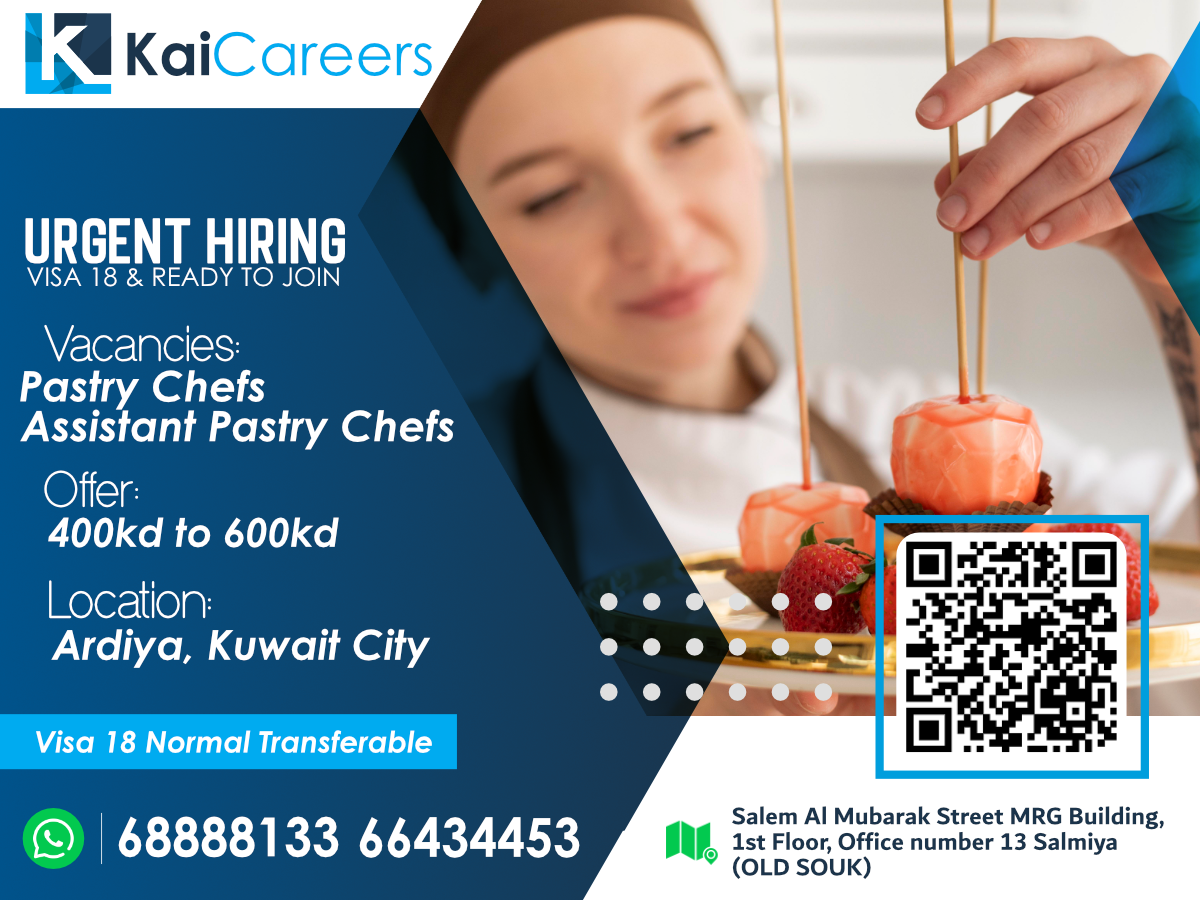 K KaiCareers
URGENT HIRING
VISA 18 & READY TO JOIN
Vacancies:
Pastry Chefs
Assistant Pastry Chefs
Offer:
400kd to 600kd
Location:
Ardiya, Kuwait City
Visa 18 Normal Transferable
68888133 66434453
Salem Al Mubarak Street MRG Building,
1st Floor, Office number 13 Salmiya
(OLD SOUK)